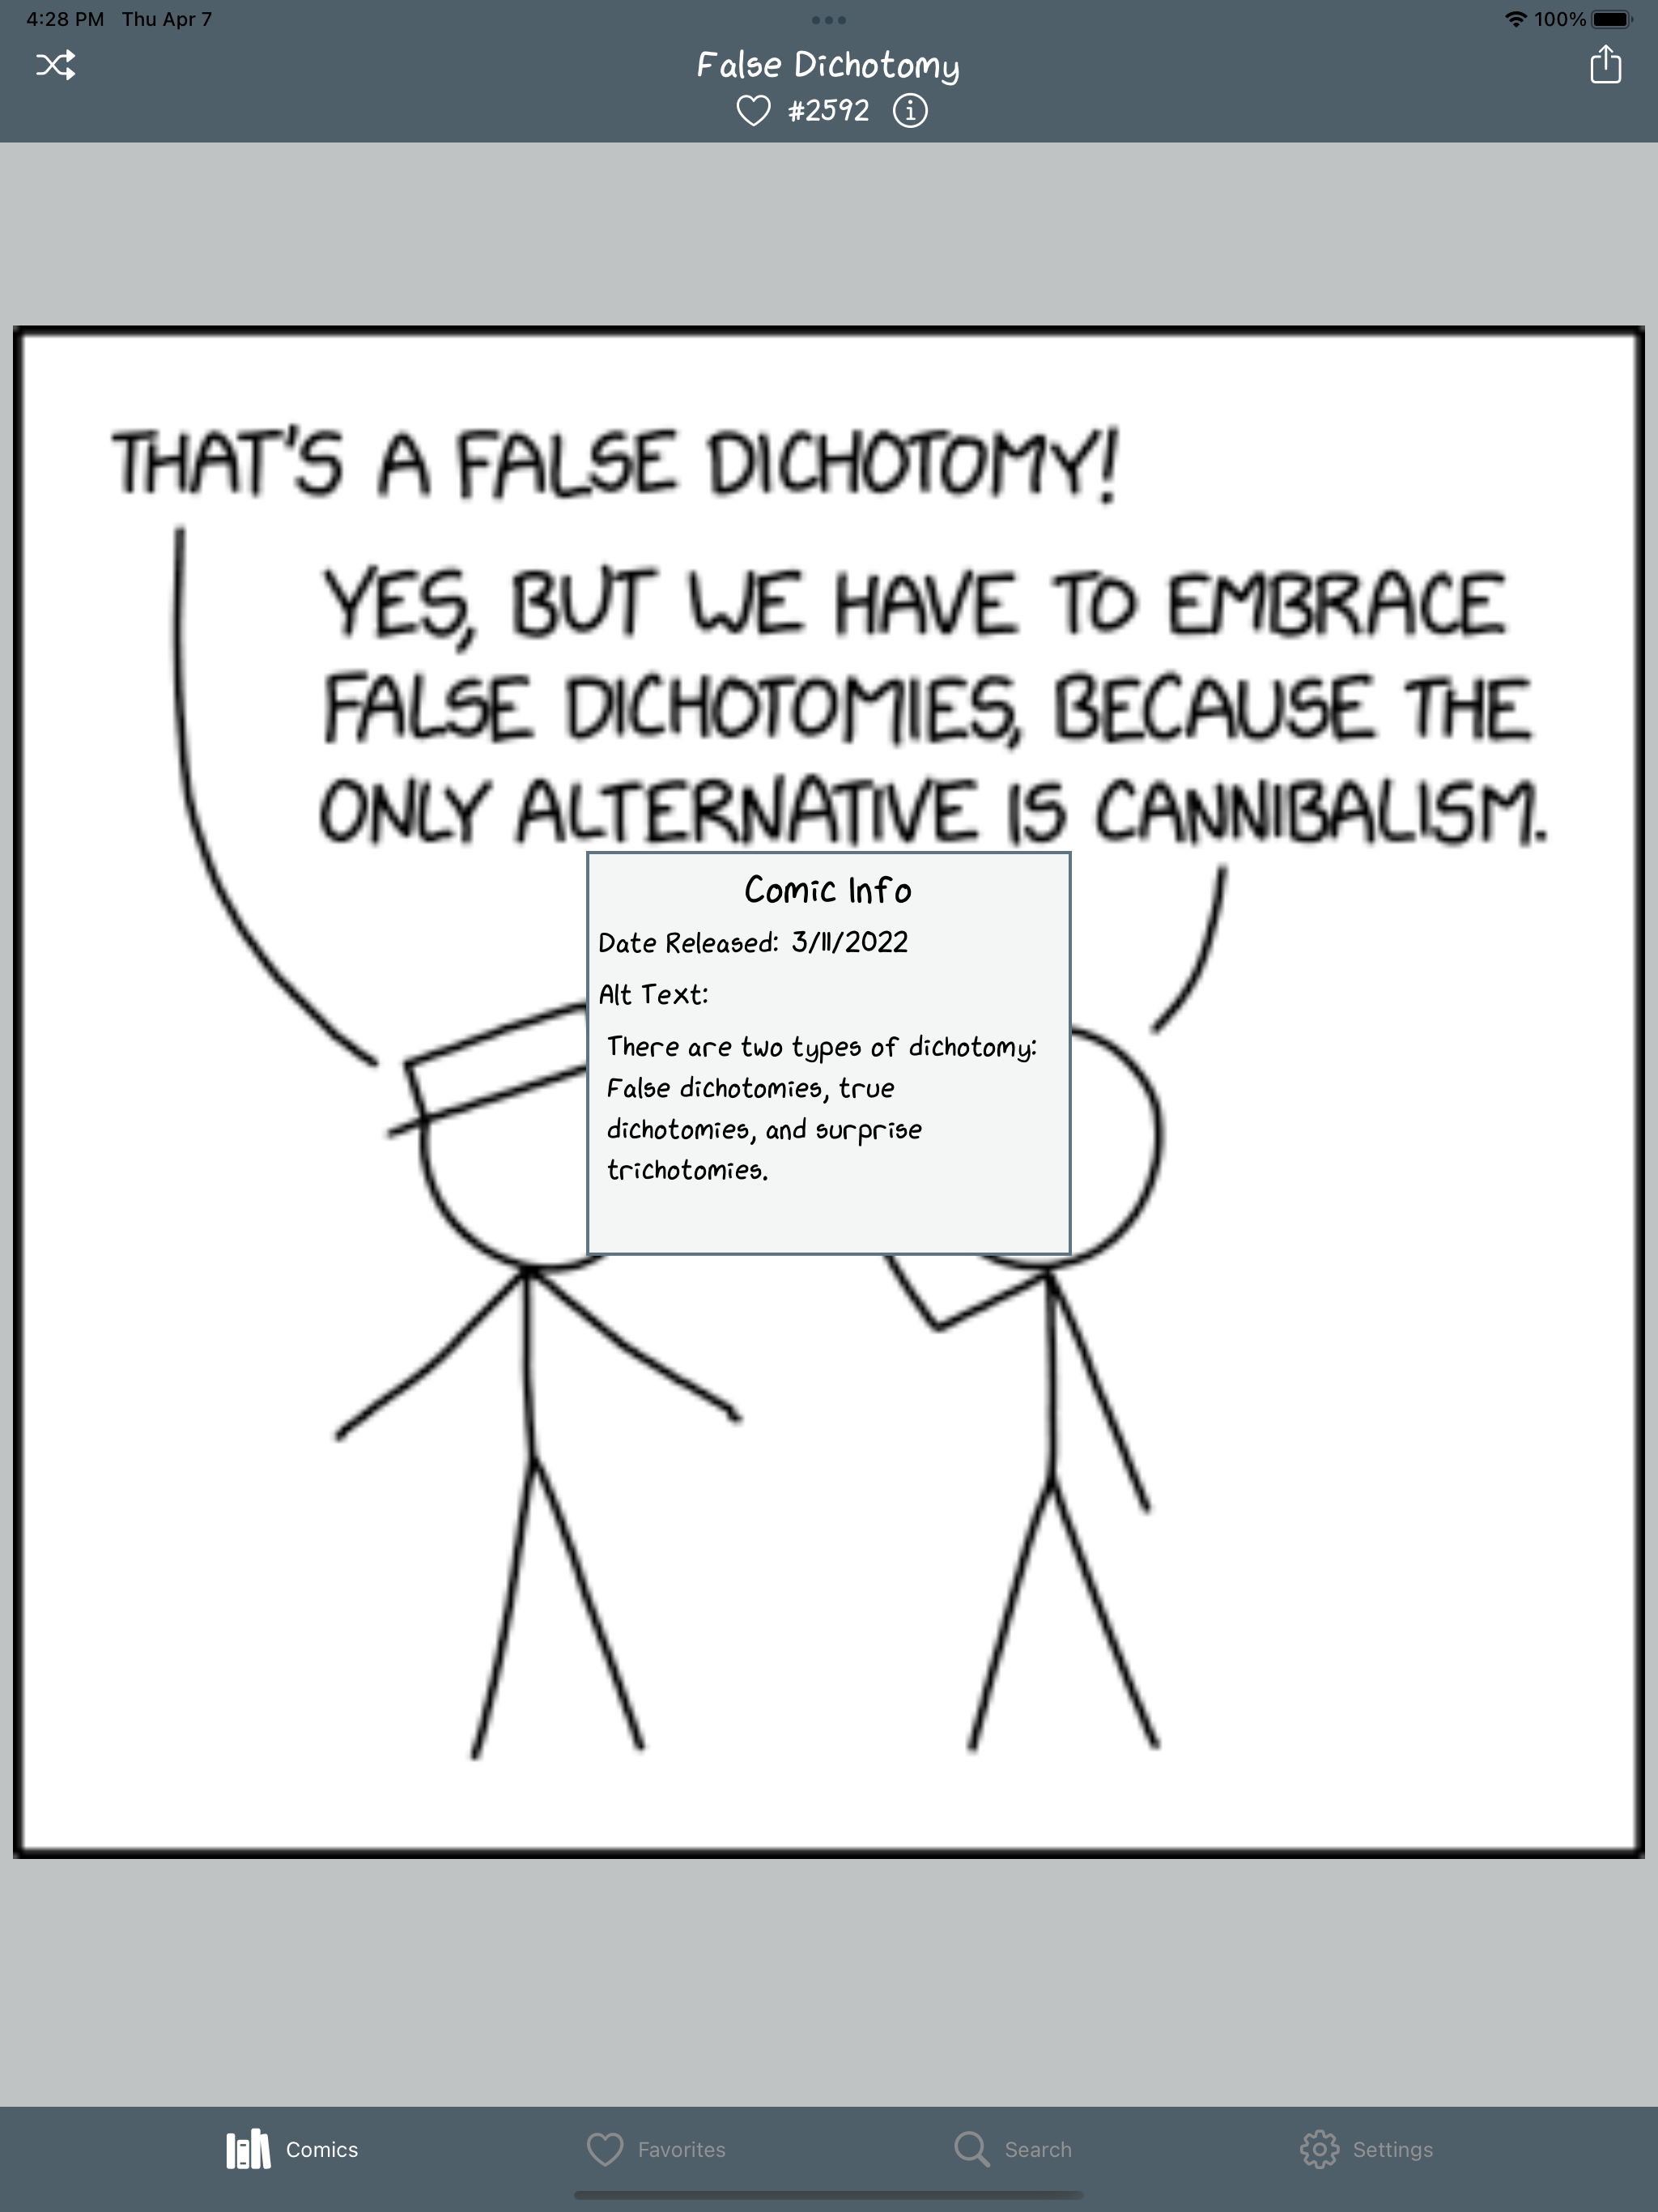 4:28 PM Thu Apr 7
100%
False Dichotomy
#2592
THAT'S A FALSE DICHOTOMY!
YES, BUT WE HAVE TO EMBRACE
FALSE DICHOTOMIES, BECAUSE THE
ONLY ALTERNATIVE IS CANNIBALISM.
Comic Info
Date Released: 3/11/2022
Alt Text:
There are two types of dichotomy:
False dichotomies, true
dichotomies, and surprise
trichotomies.
Comics Favorites Search Settings